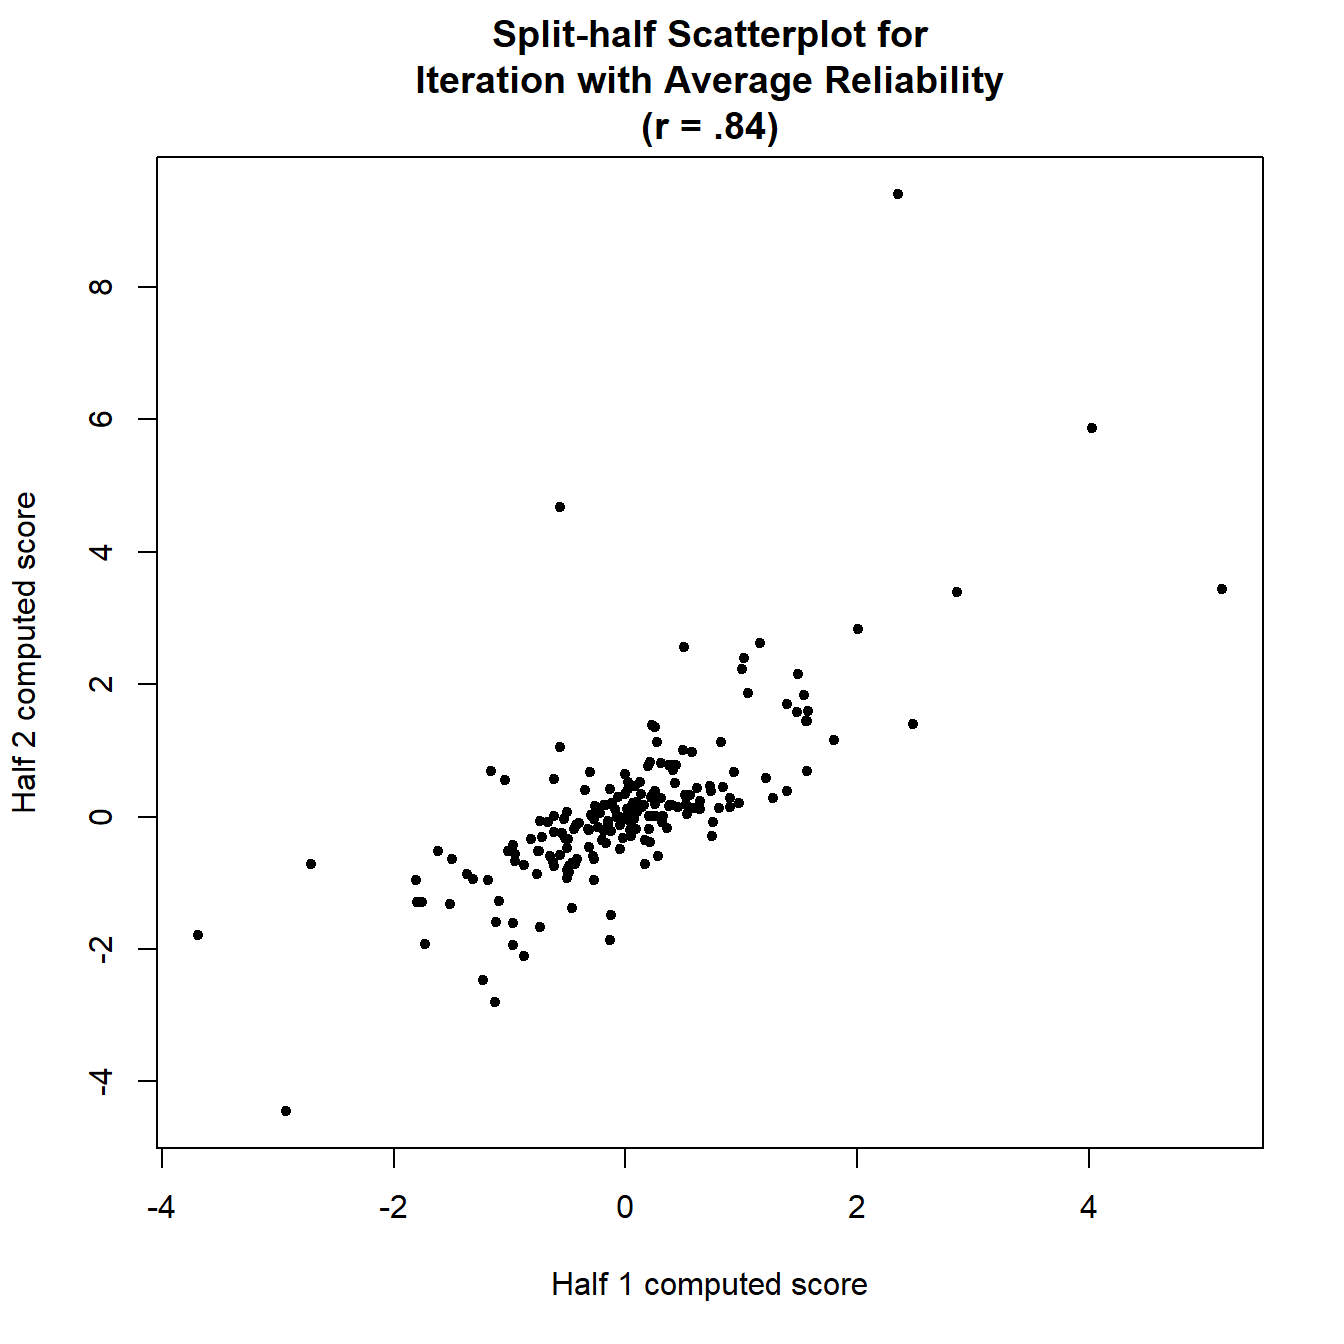 Split-half Scatterplot for
Iteration with Average Reliability
(r = .84)
8
6
4
2
0
-2
-4
Half 2 computed score
-4 -2 0 2 4
Half 1 computed score